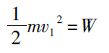 1/2 mv₁² = W